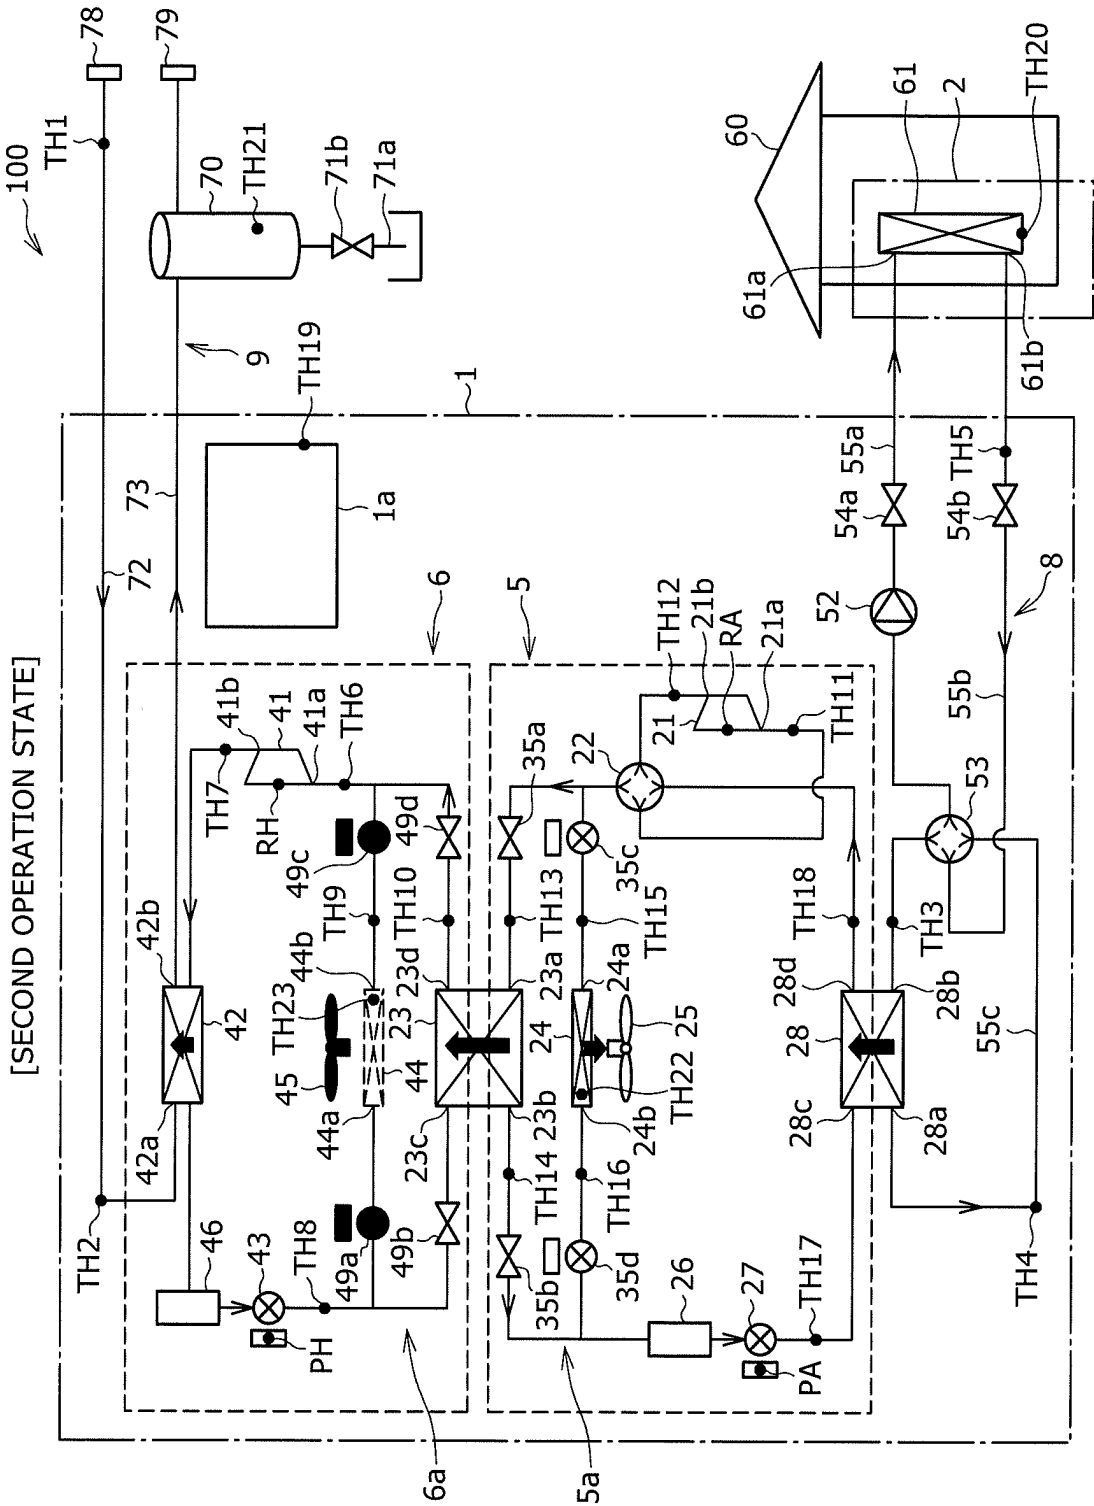 [SECOND OPERATION STATE]
100
TH2
42a
42b
72
73
TH1
78
79
46
42
TH7
41b
70
TH21
43
45
TH23
RH
41
41a
9
TH19
71b
71a
PH
TH8
49a
44a
44
44b
TH9
49c
TH6
1a
49b
23c
23
23d
TH10
49d
6
1
6a
5
TH14
23b
23a
TH13
35a
35b
TH16
24b
24
24a
TH15
35c
22
5a
35d
TH22
25
TH12
21
21b
RA
21a
26
27
TH17
PA
28c
28
28d
TH18
TH11
60
61a
61
2
TH20
61b
28a
28b
TH3
53
52
54a
55a
54b
TH5
55b
8
55c
TH4